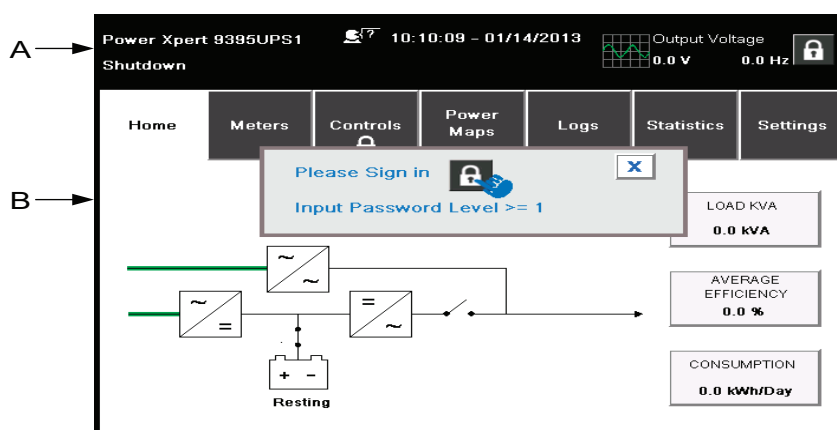 A
Power Xpert 9395UPS1
Shutdown
10:10:09 - 01/14/2013
Output Voltage
0.0 V 0.0 Hz
Home
Meters
Controls
Power
Maps
Logs
Statistics
Settings
B
Please Sign in
X
Input Password Level >= 1
LOAD KVA
0.0 kVA
AVERAGE
EFFICIENCY
0.0 %
CONSUMPTION
0.0 kWh/Day
~
~
~
=
=
~
+ -
Resting